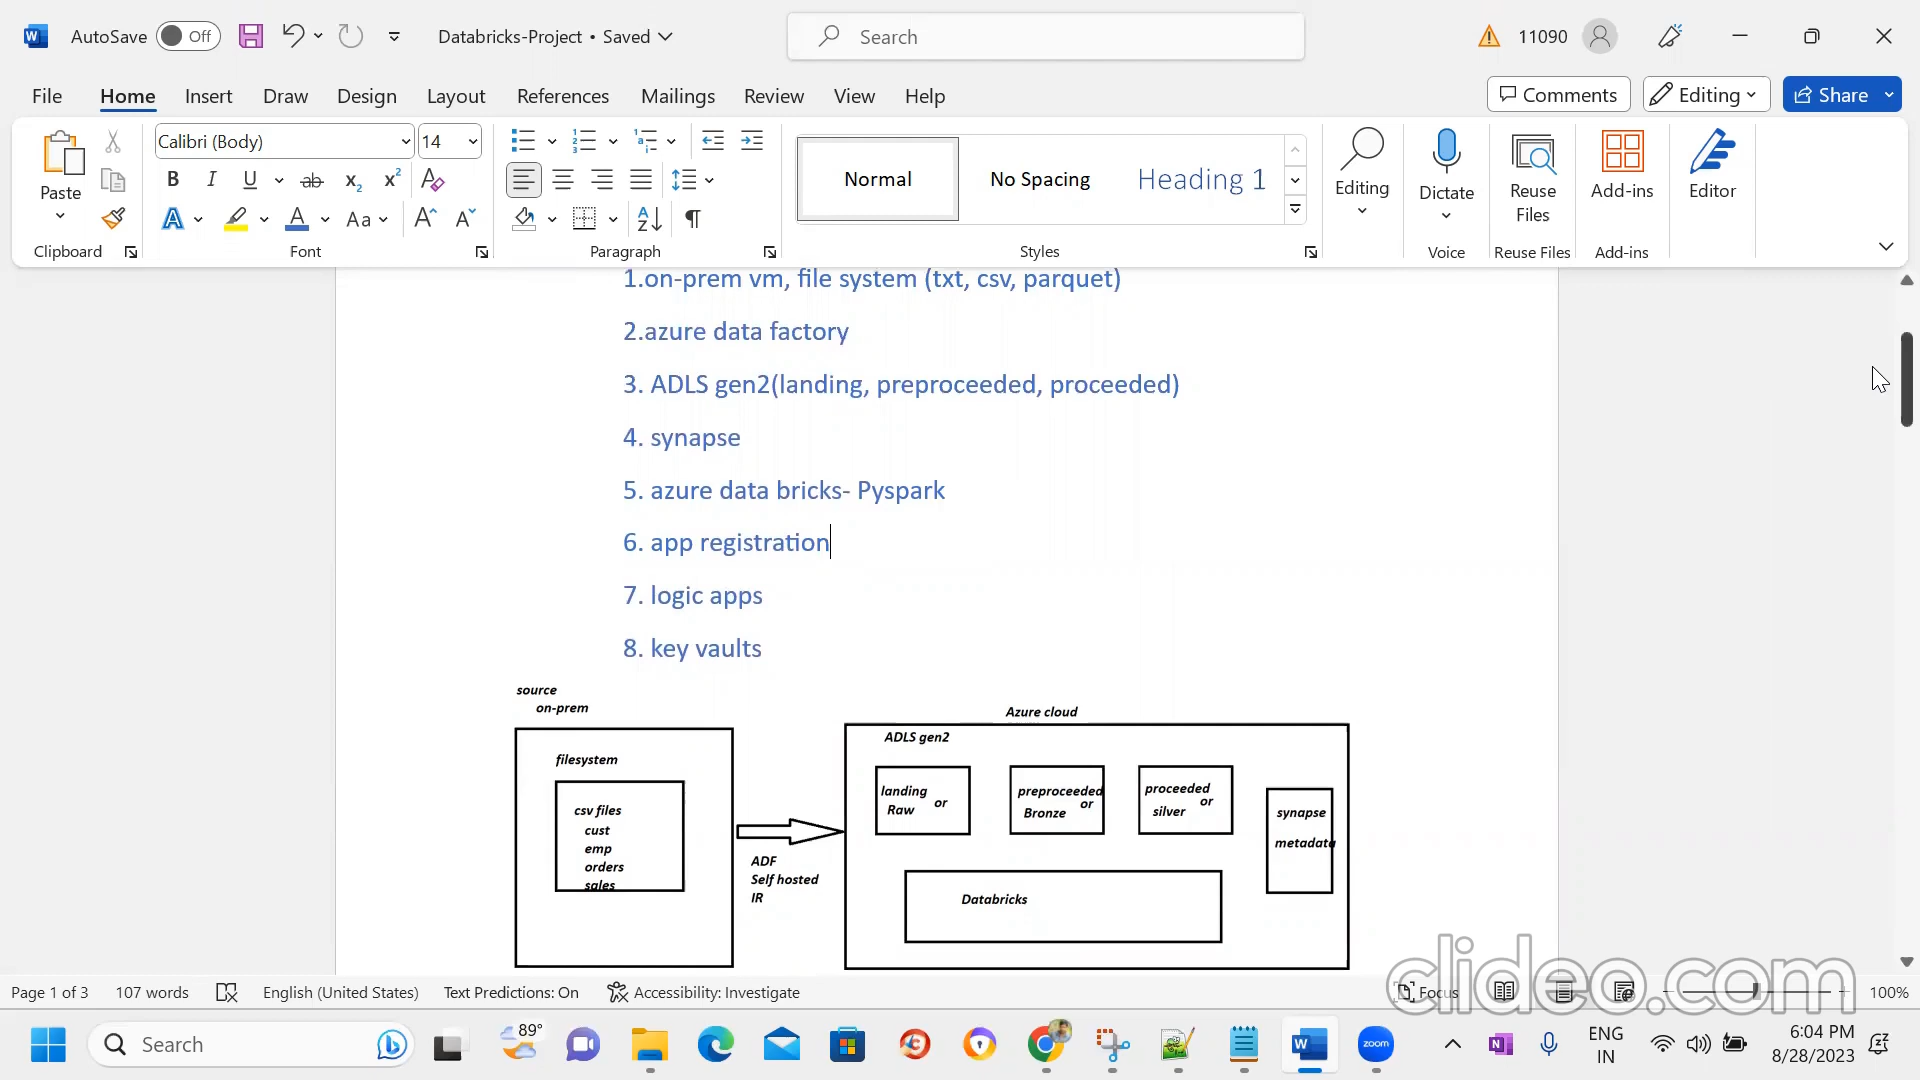 AutoSave Off Databricks-Project • Saved Search 11090
File Home Insert Draw Design Layout References Mailings Review View Help Comments Editing Share
Calibri (Body) 14
Paste
B I U ab x2 x2 A
A A Aa A A
Normal No Spacing Heading 1
Editing Dictate Reuse Files Add-ins Editor
Clipboard Font Paragraph Styles Voice Reuse Files Add-ins
1.on-prem vm, file system (txt, csv, parquet)
2.azure data factory
3. ADLS gen2(landing, preproceeded, proceeded)
4. synapse
5. azure data bricks- Pyspark
6. app registration
7. logic apps
8. key vaults
source
on-prem
Azure cloud
filesystem
csv files
cust
emp
orders
sales
ADF
Self hosted
IR
ADLS gen2
landing or
Raw
preproceeded or
Bronze
proceeded or
silver
synapse
metadata
Databricks
clideo.com
Page 1 of 3 107 words English (United States) Text Predictions: On Accessibility: Investigate Focus 100%
Search 89° zoom ENG IN 6:04 PM 8/28/2023